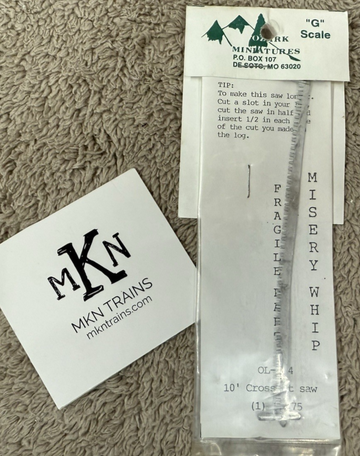 "G"
Scale
OZARK
MINIATURES
P.O. BOX 107
DE SOTO, MO 63020
TIP:
To make this saw
Cut a slot in your
cut the saw in half
insert 1/2 in each
of the cut you made
the log.
MISERY WHIP
FRAGILE
10' saw
(1)
MKN
MKN TRAINS
mkntrains.com